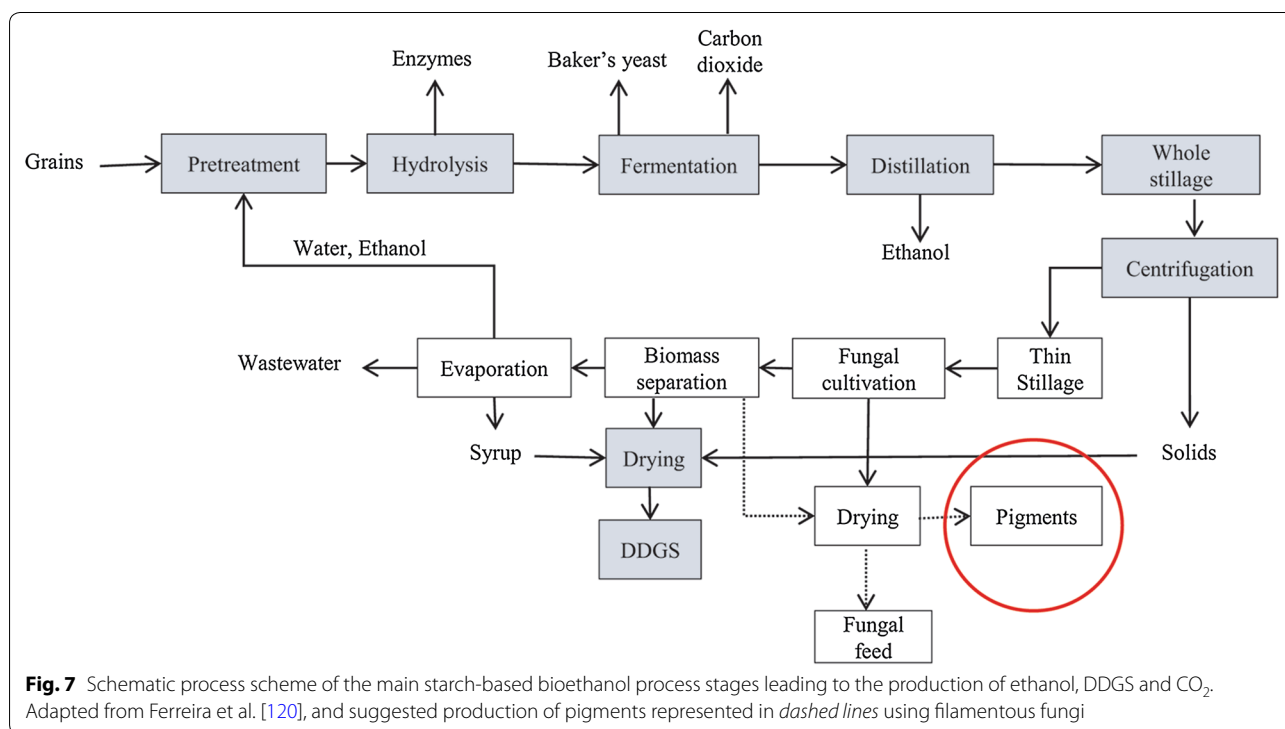 Enzymes
Baker's yeast
Carbon
dioxide
Grains
Pretreatment
Hydrolysis
Fermentation
Distillation
Whole
stillage
Water, Ethanol
Ethanol
Centrifugation
Wastewater
Evaporation
Biomass
separation
Fungal
cultivation
Thin
Stillage
Syrup
Drying
Solids
Drying
Pigments
DDGS
Fungal
feed
Fig. 7 Schematic process scheme of the main starch-based bioethanol process stages leading to the production of ethanol, DDGS and CO₂.
Adapted from Ferreira et al. [120], and suggested production of pigments represented in dashed lines using filamentous fungi